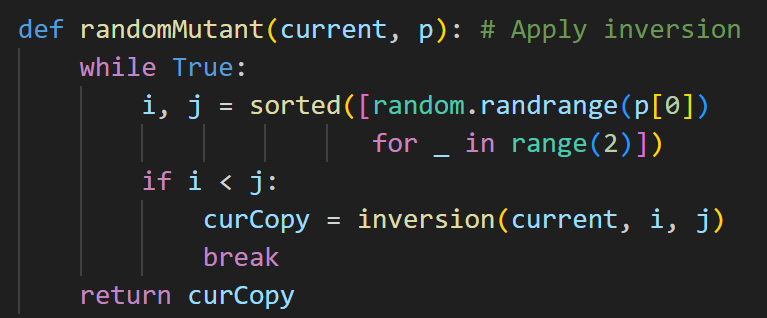 def randomMutant(current, p): # Apply inversion
    while True:
        i, j = sorted([random.randrange(p[0])
                       for _ in range(2)])
        if i < j:
            curCopy = inversion(current, i, j)
            break
    return curCopy